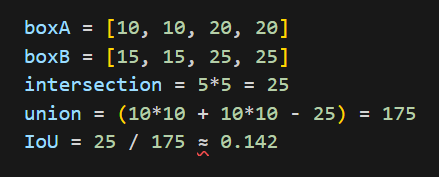 boxA = [10, 10, 20, 20]
boxB = [15, 15, 25, 25]
intersection = 5*5 = 25
union = (10*10 + 10*10 - 25) = 175
IoU = 25 / 175 ≈ 0.142